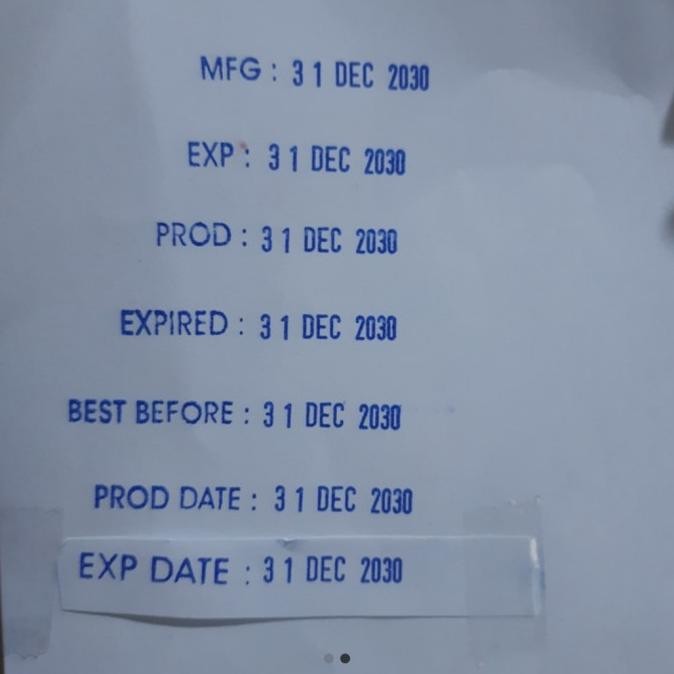 MFG : 31 DEC 2030
EXP : 31 DEC 2030
PROD : 31 DEC 2030
EXPIRED : 31 DEC 2030
BEST BEFORE : 31 DEC 2030
PROD DATE : 31 DEC 2030
EXP DATE : 31 DEC 2030